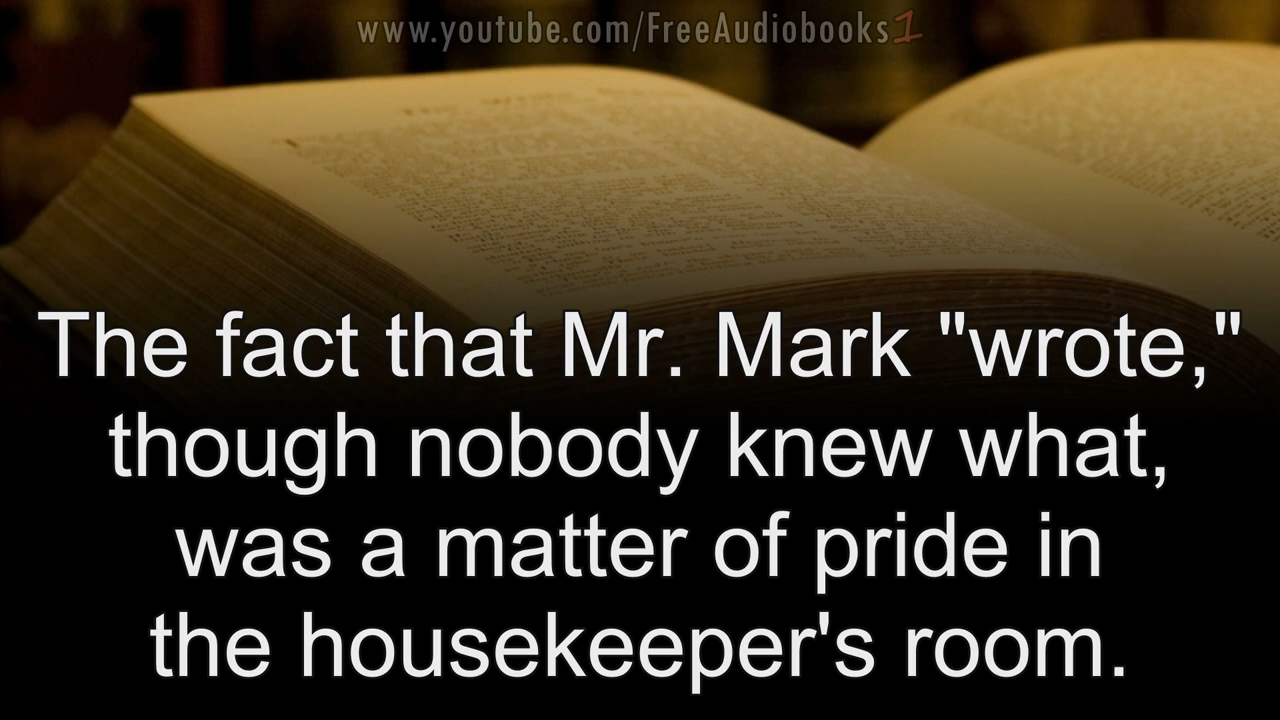 www.youtube.com/FreeAudiobooks1
The fact that Mr. Mark "wrote,"
though nobody knew what,
was a matter of pride in
the housekeeper's room.